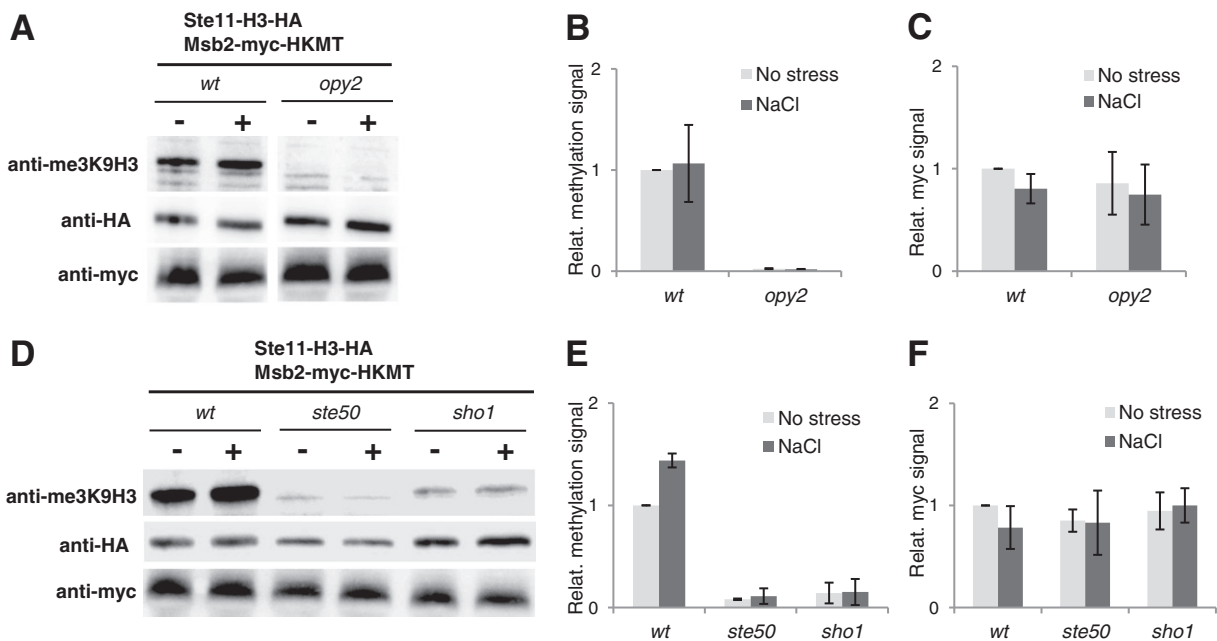 A
Ste11-H3-HA
Msb2-myc-HKMT
wt opy2
- + - +
anti-me3K9H3
anti-HA
anti-myc
B
Relat. methylation signal
2
1
0
No stress
NaCl
wt opy2
C
Relat. myc signal
2
1
0
No stress
NaCl
wt opy2
D
Ste11-H3-HA
Msb2-myc-HKMT
wt ste50 sho1
- + - + - +
anti-me3K9H3
anti-HA
anti-myc
E
Relat. methylation signal
2
1
0
No stress
NaCl
wt ste50 sho1
F
Relat. myc signal
2
1
0
No stress
NaCl
wt ste50 sho1